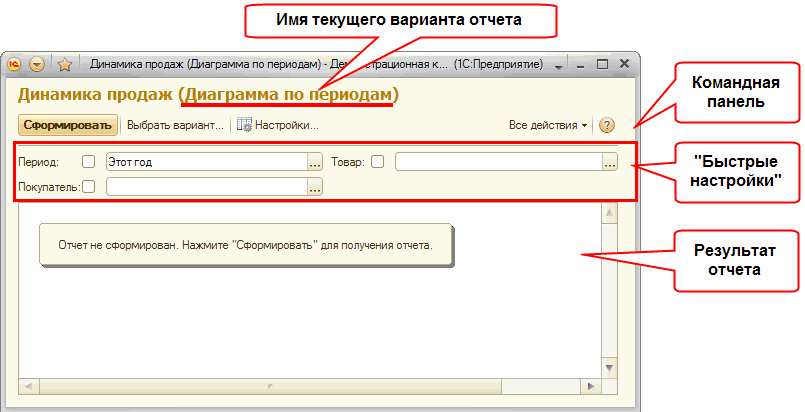 Имя текущего варианта отчета
Динамика продаж (Диаграмма по периодам) - Демонстрационная к... (1С:Предприятие)
Динамика продаж (Диаграмма по периодам)
Командная
панель
Сформировать Выбрать вариант... Настройки... Все действия ?
Период: Этот год ... Товар: ...
Покупатель: ...
"Быстрые
настройки"
Отчет не сформирован. Нажмите "Сформировать" для получения отчета.
Результат
отчета